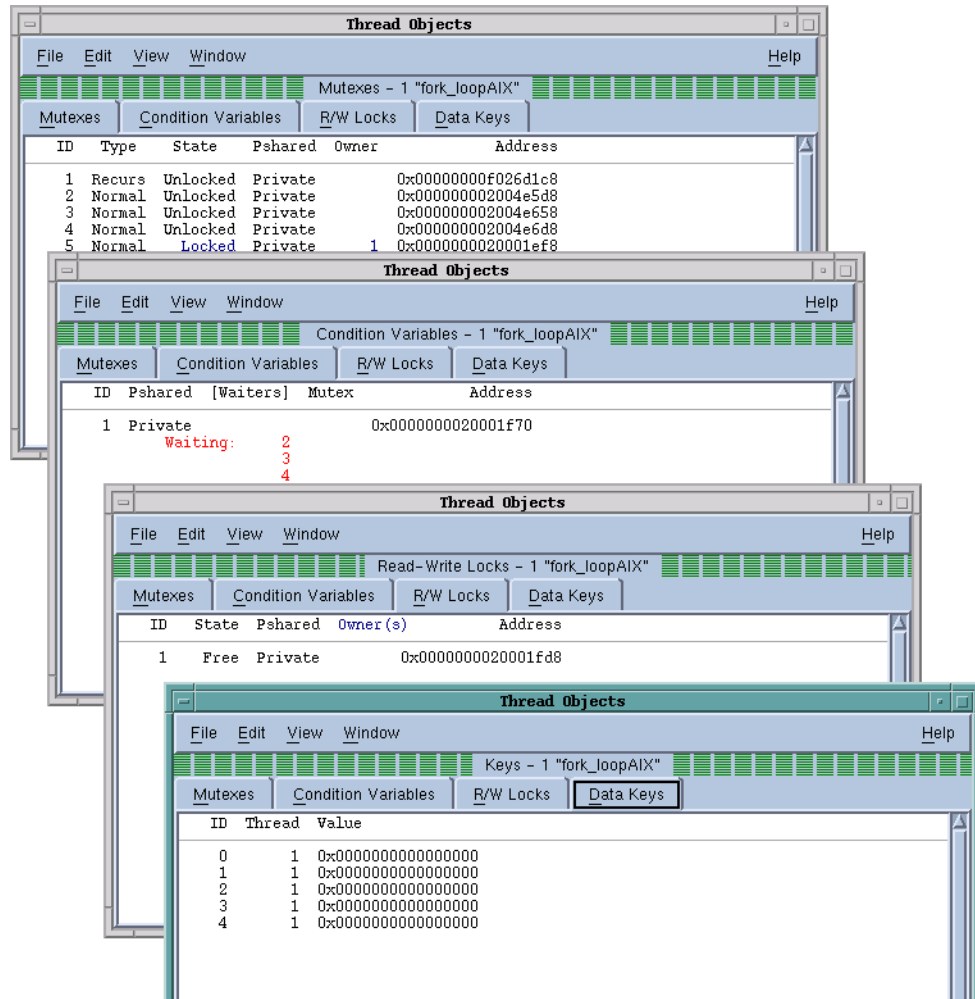 Thread Objects
File Edit View Window Help
Mutexes - 1 "fork_loopAIX"
Mutexes Condition Variables R/W Locks Data Keys
ID Type State Pshared Owner Address
1 Recurs Unlocked Private 0x00000000f026d1c8
2 Normal Unlocked Private 0x000000002004e5d8
3 Normal Unlocked Private 0x000000002004e658
4 Normal Unlocked Private 0x000000002004e6d8
5 Normal Locked Private 1 0x0000000020001ef8
Thread Objects
File Edit View Window Help
Condition Variables - 1 "fork_loopAIX"
Mutexes Condition Variables R/W Locks Data Keys
ID Pshared [Waiters] Mutex Address
1 Private 0x0000000020001f70
Waiting: 2
3
4
Thread Objects
File Edit View Window Help
Read-Write Locks - 1 "fork_loopAIX"
Mutexes Condition Variables R/W Locks Data Keys
ID State Pshared Owner(s) Address
1 Free Private 0x0000000020001fd8
Thread Objects
File Edit View Window Help
Keys - 1 "fork_loopAIX"
Mutexes Condition Variables R/W Locks Data Keys
ID Thread Value
0 1 0x0000000000000000
1 1 0x0000000000000000
2 1 0x0000000000000000
3 1 0x0000000000000000
4 1 0x0000000000000000